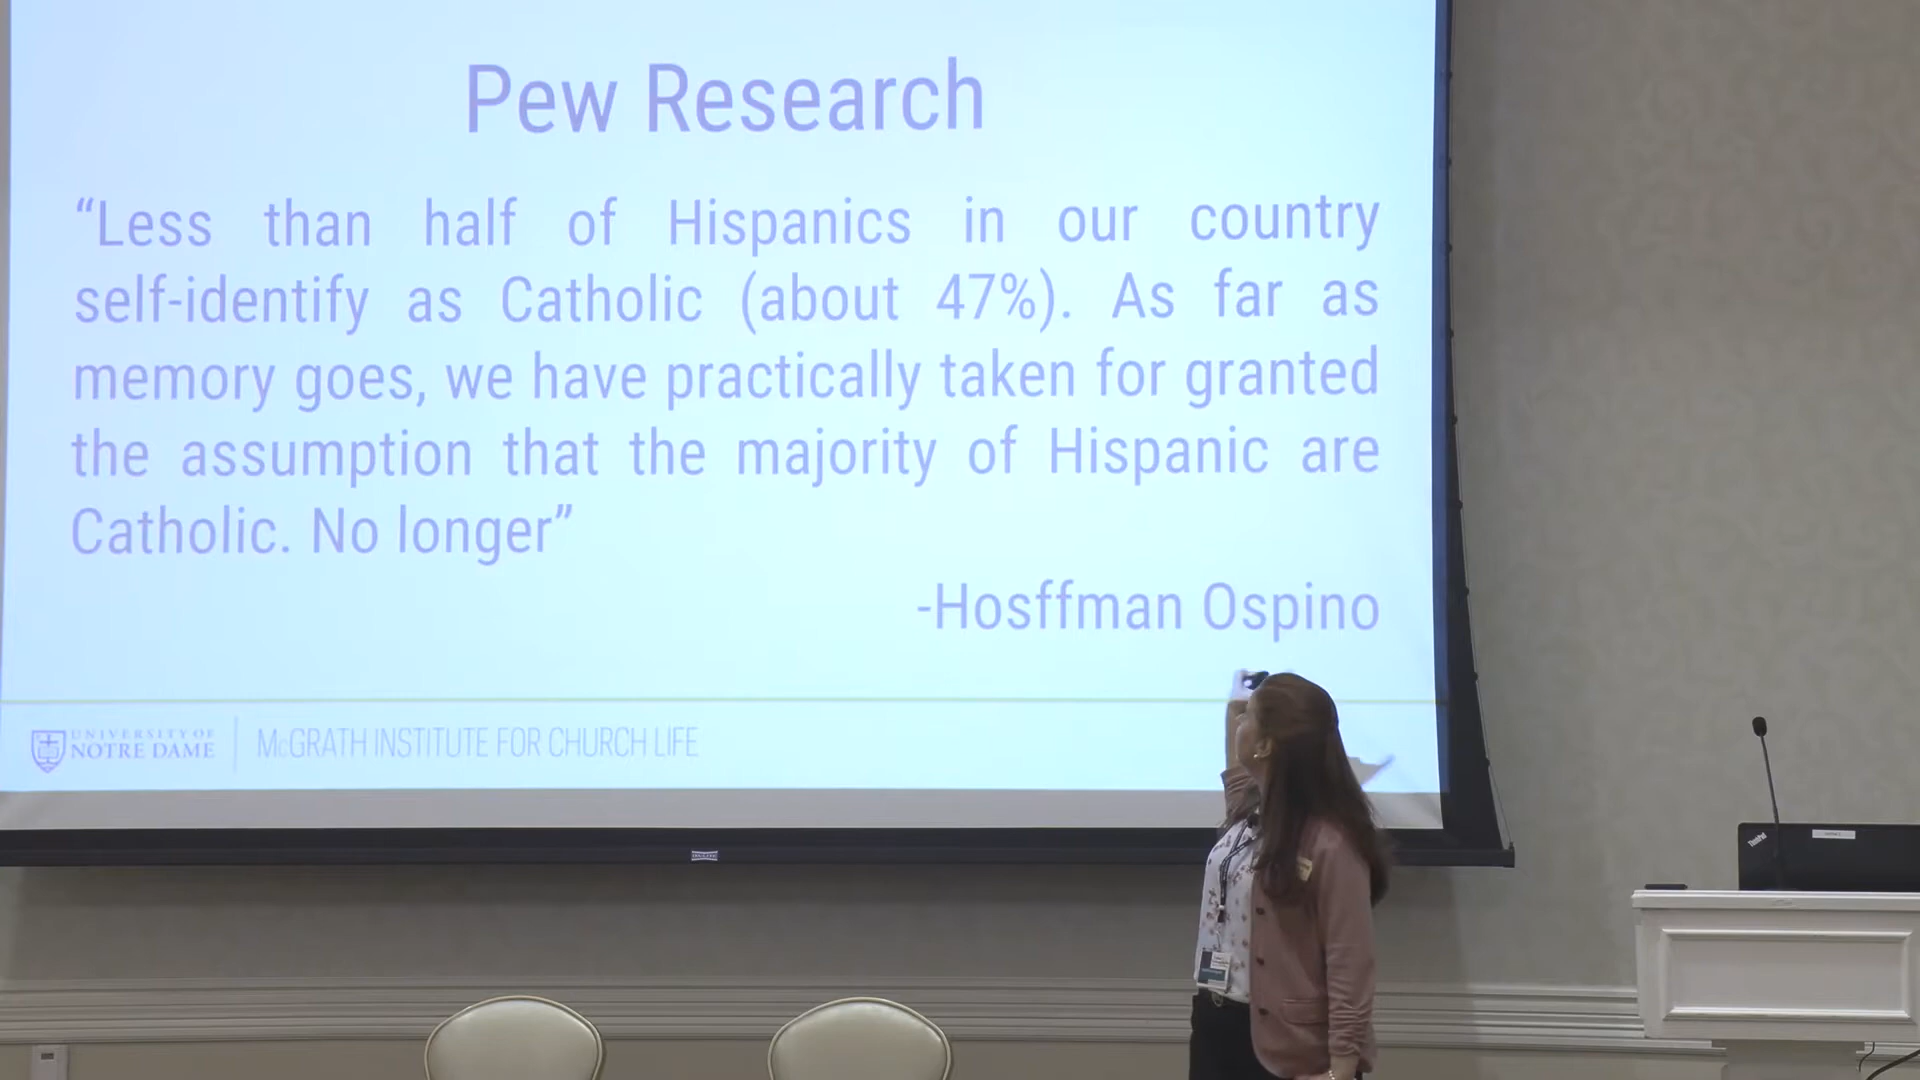 Pew Research
“Less than half of Hispanics in our country
self-identify as Catholic (about 47%). As far as
memory goes, we have practically taken for granted
the assumption that the majority of Hispanic are
Catholic. No longer”
-Hosffman Ospino
UNIVERSITY OF
NOTRE DAME
McGRATH INSTITUTE FOR CHURCH LIFE
ThinkPad